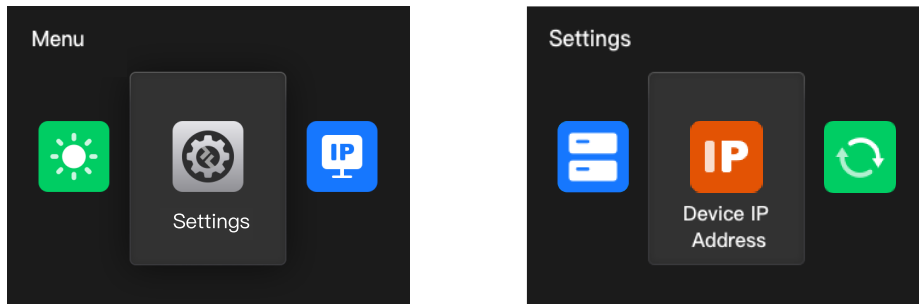 Menu
IP
Settings
Settings
IP
Device IP
Address